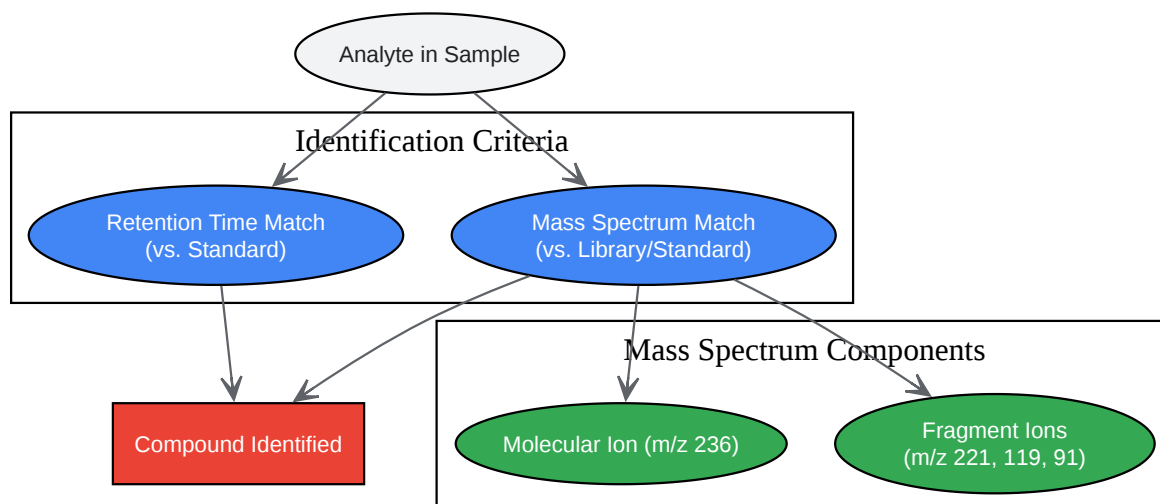 Analyte in Sample
Identification Criteria
Retention Time Match
(vs. Standard)
Mass Spectrum Match
(vs. Library/Standard)
Mass Spectrum Components
Compound Identified
Molecular Ion (m/z 236)
Fragment Ions
(m/z 221, 119, 91)